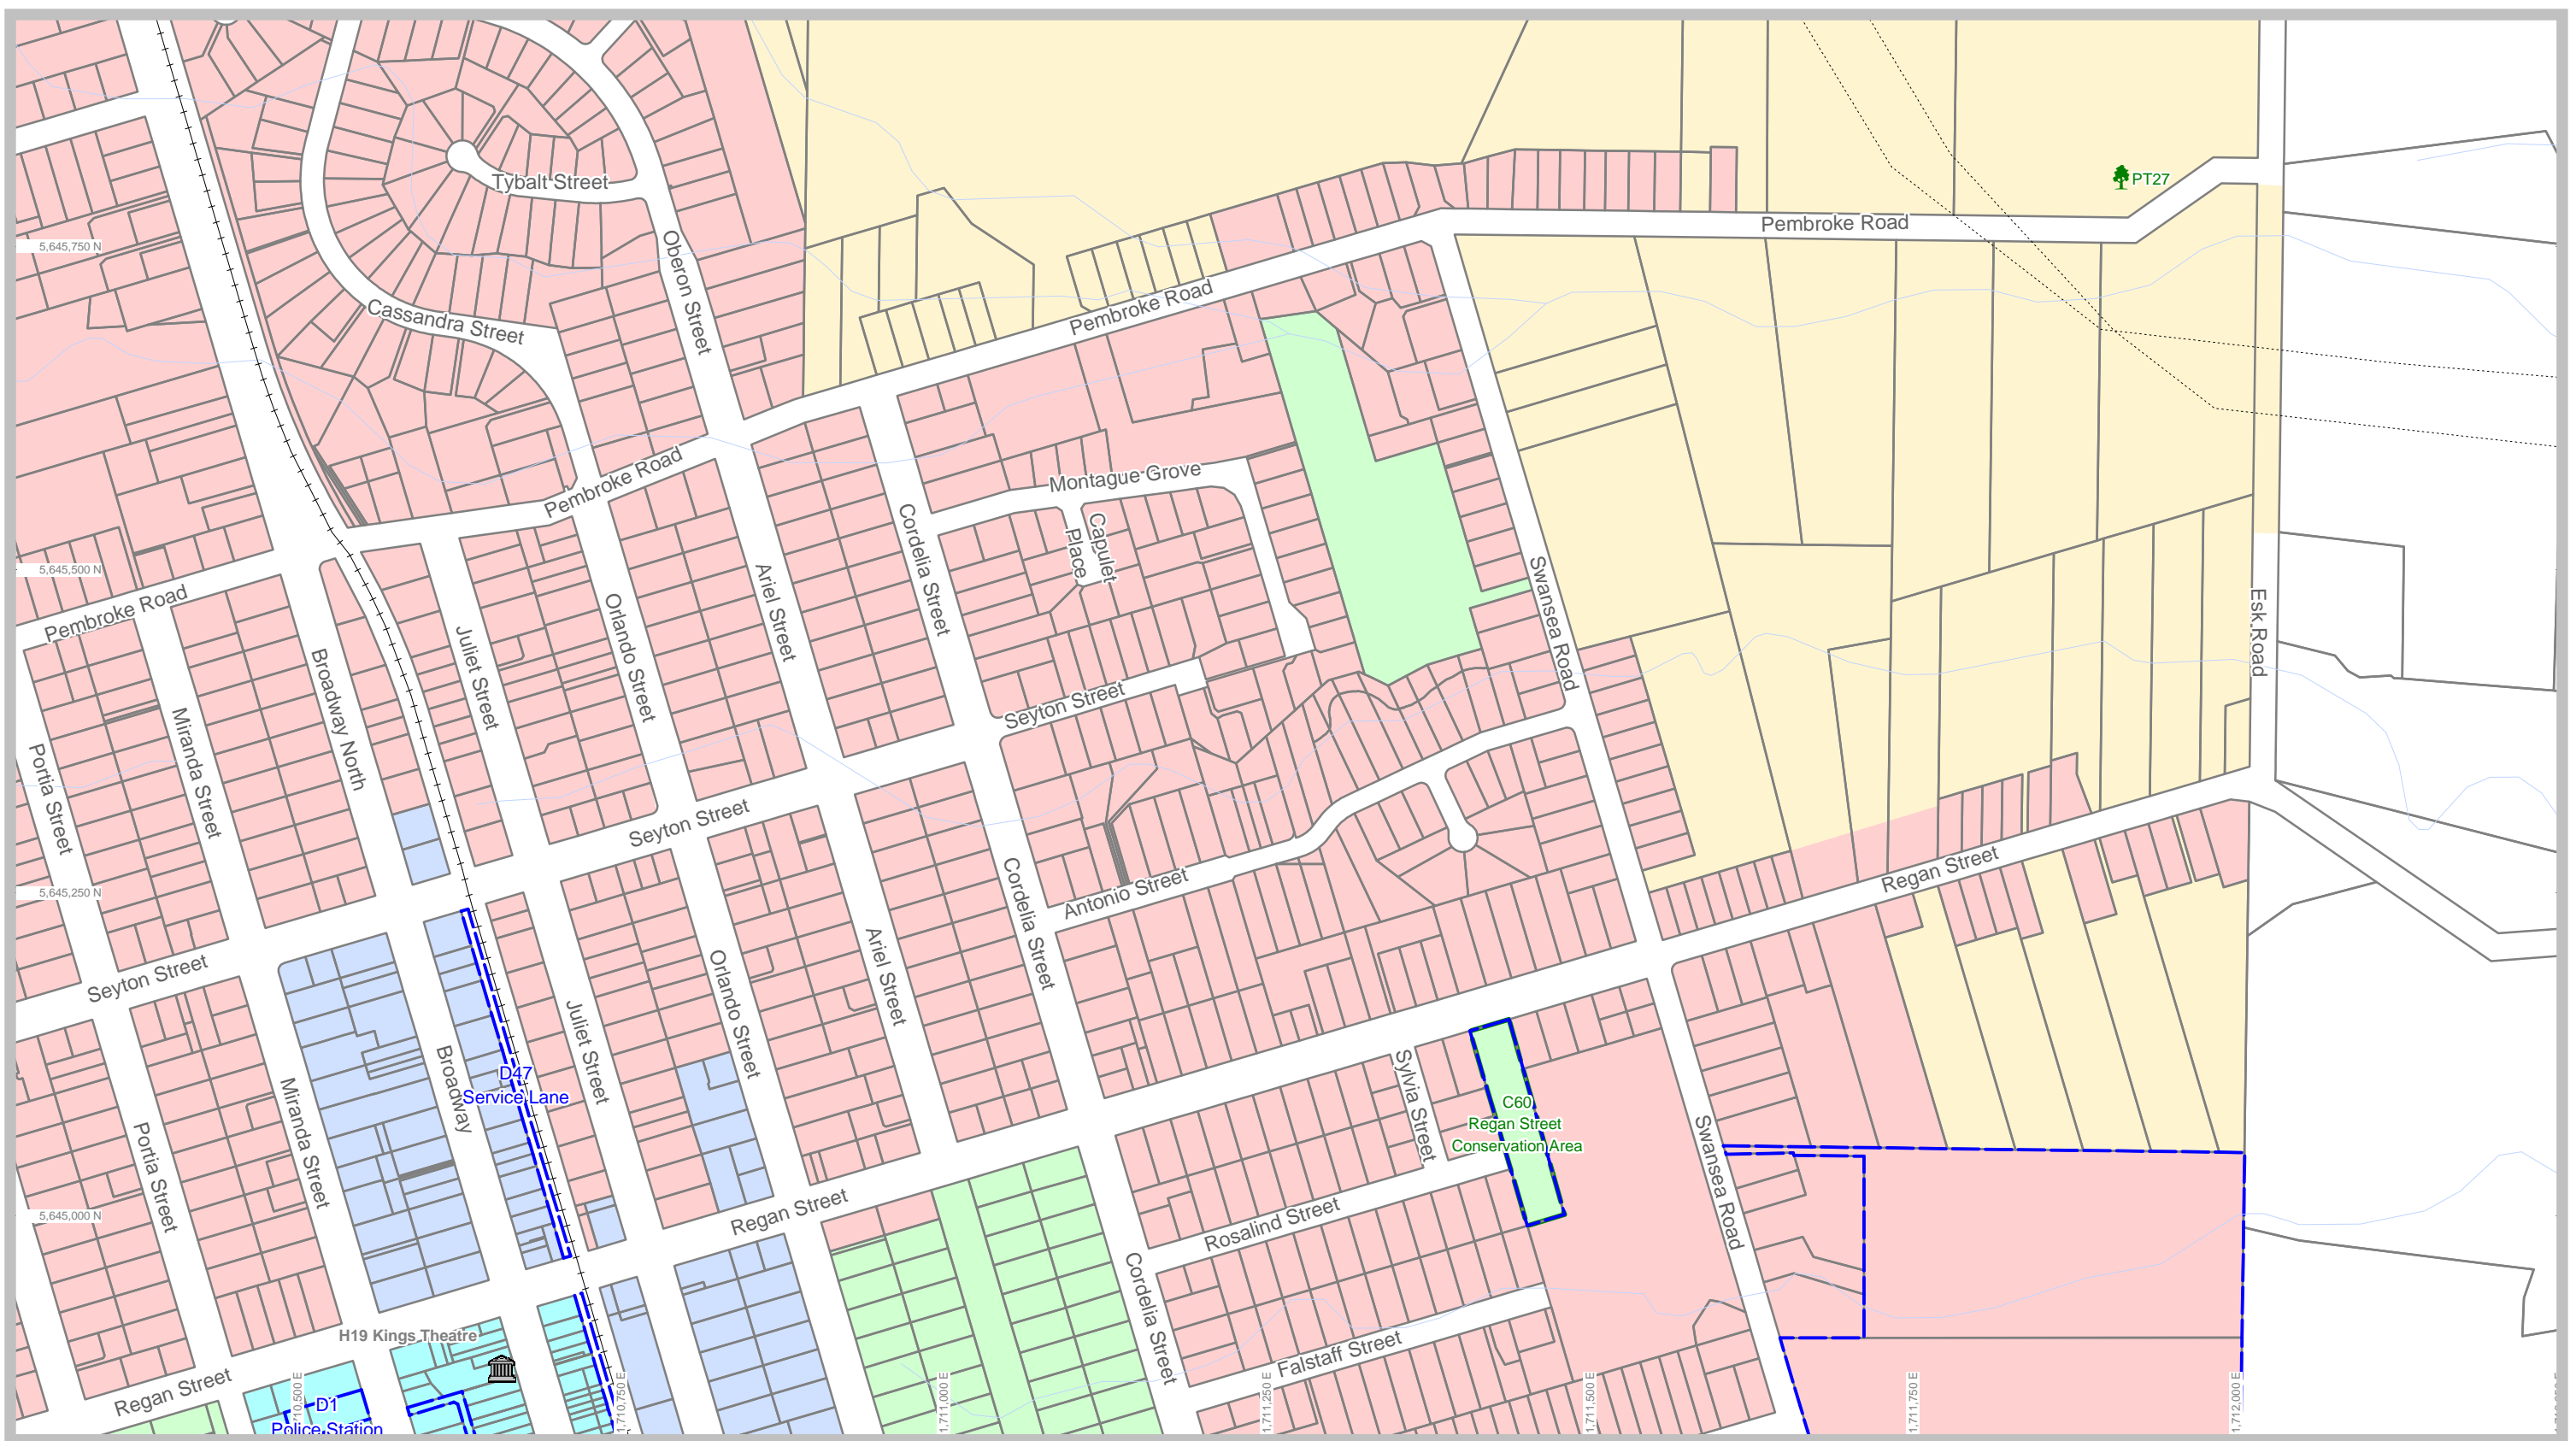 Tybalt Street
PT27
Pembroke Road
5,645,750 N
Oberon Street
Cassandra Street
Pembroke Road
Pembroke Road
Montague Grove
Capulet
Place
Cordelia Street
Ariel Street
5,645,500 N
Pembroke Road
Swansea Road
Esk Road
Orlando Street
Juliet Street
Broadway North
Miranda Street
Portia Street
Seyton Street
Seyton Street
Regan Street
Antonio Street
5,645,250 N
Cordelia Street
Ariel Street
Orlando Street
Seyton Street
Juliet Street
Broadway
D47
Service Lane
Miranda Street
Portia Street
Sylvia Street
C60
Regan Street
Conservation Area
Swansea Road
5,645,000 N
Regan Street
Rosalind Street
Cordelia Street
H19 Kings Theatre
Falstaff Street
Regan Street
D1
Police Station
1,710,750 E
1,711,000 E
1,711,250 E
1,711,500 E
1,711,750 E
1,712,000 E